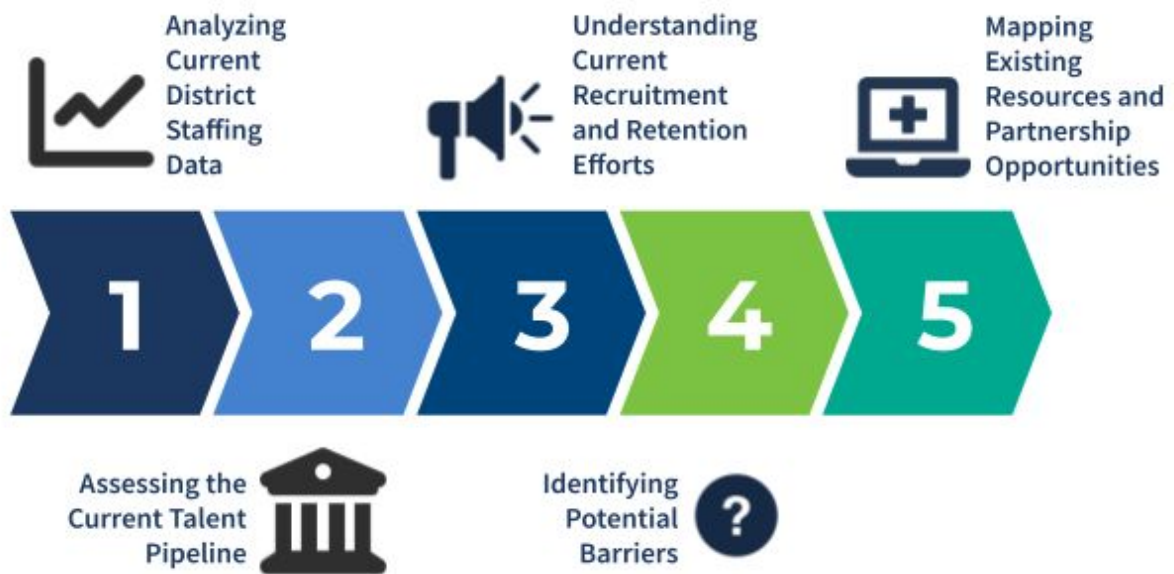 Analyzing
Current
District
Staffing
Data
Understanding
Current
Recruitment
and Retention
Efforts
Mapping
Existing
Resources and
Partnership
Opportunities
1
2
3
4
5
Assessing the
Current Talent
Pipeline
Identifying
Potential
Barriers
?